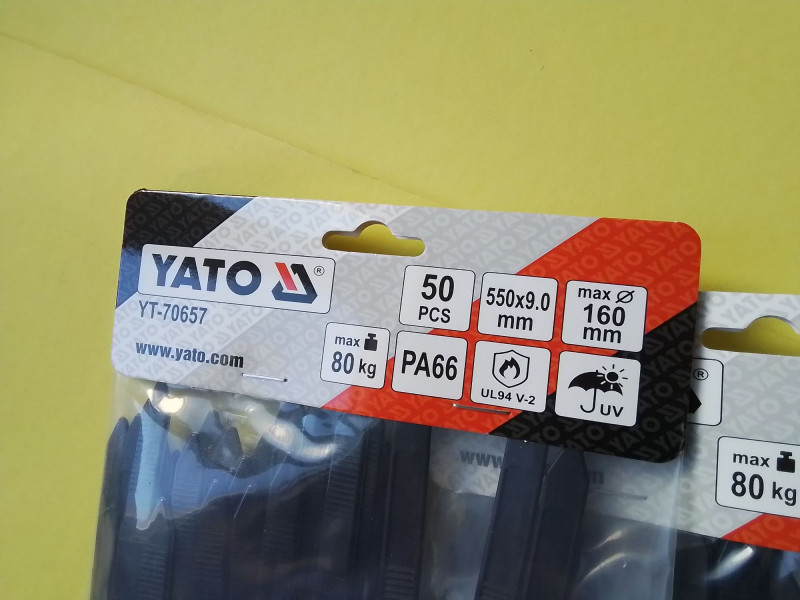 YATO ®
YT-70657
www.yato.com
50
PCS
550x9.0
mm
max Ø
160
mm
max
80 kg
PA66
UL94 V-2
UV
www.
®
max
80 kg